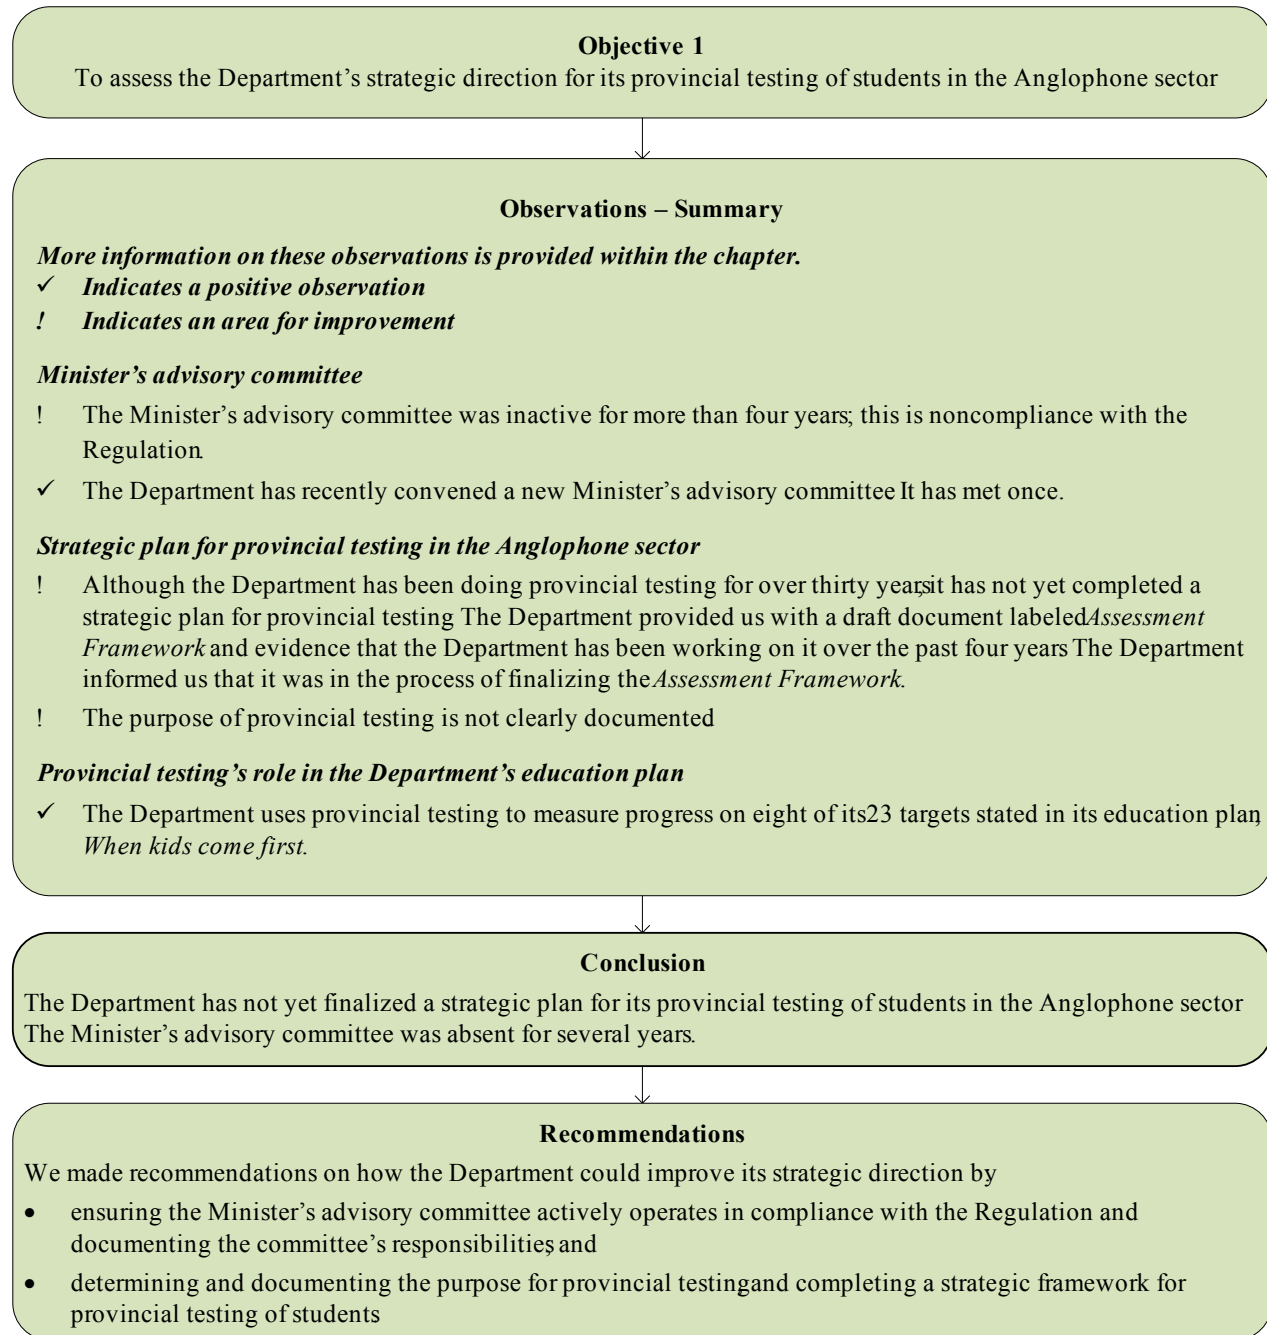 Objective 1
To assess the Department's strategic direction for its provincial testing of students in the Anglophone sector
Observations – Summary
More information on these observations is provided within the chapter.
✓ Indicates a positive observation
! Indicates an area for improvement
Minister's advisory committee
! The Minister's advisory committee was inactive for more than four years; this is noncompliance with the
Regulation.
✓ The Department has recently convened a new Minister's advisory committee It has met once.
Strategic plan for provincial testing in the Anglophone sector
! Although the Department has been doing provincial testing for over thirty years, it has not yet completed a
strategic plan for provincial testing The Department provided us with a draft document labeled Assessment
Framework and evidence that the Department has been working on it over the past four years The Department
informed us that it was in the process of finalizing the Assessment Framework.
! The purpose of provincial testing is not clearly documented
Provincial testing's role in the Department's education plan
✓ The Department uses provincial testing to measure progress on eight of its 23 targets stated in its education plan,
When kids come first.
Conclusion
The Department has not yet finalized a strategic plan for its provincial testing of students in the Anglophone sector
The Minister's advisory committee was absent for several years.
Recommendations
We made recommendations on how the Department could improve its strategic direction by:
• ensuring the Minister's advisory committee actively operates in compliance with the Regulation and
documenting the committee's responsibilities; and
• determining and documenting the purpose for provincial testing and completing a strategic framework for
provincial testing of students